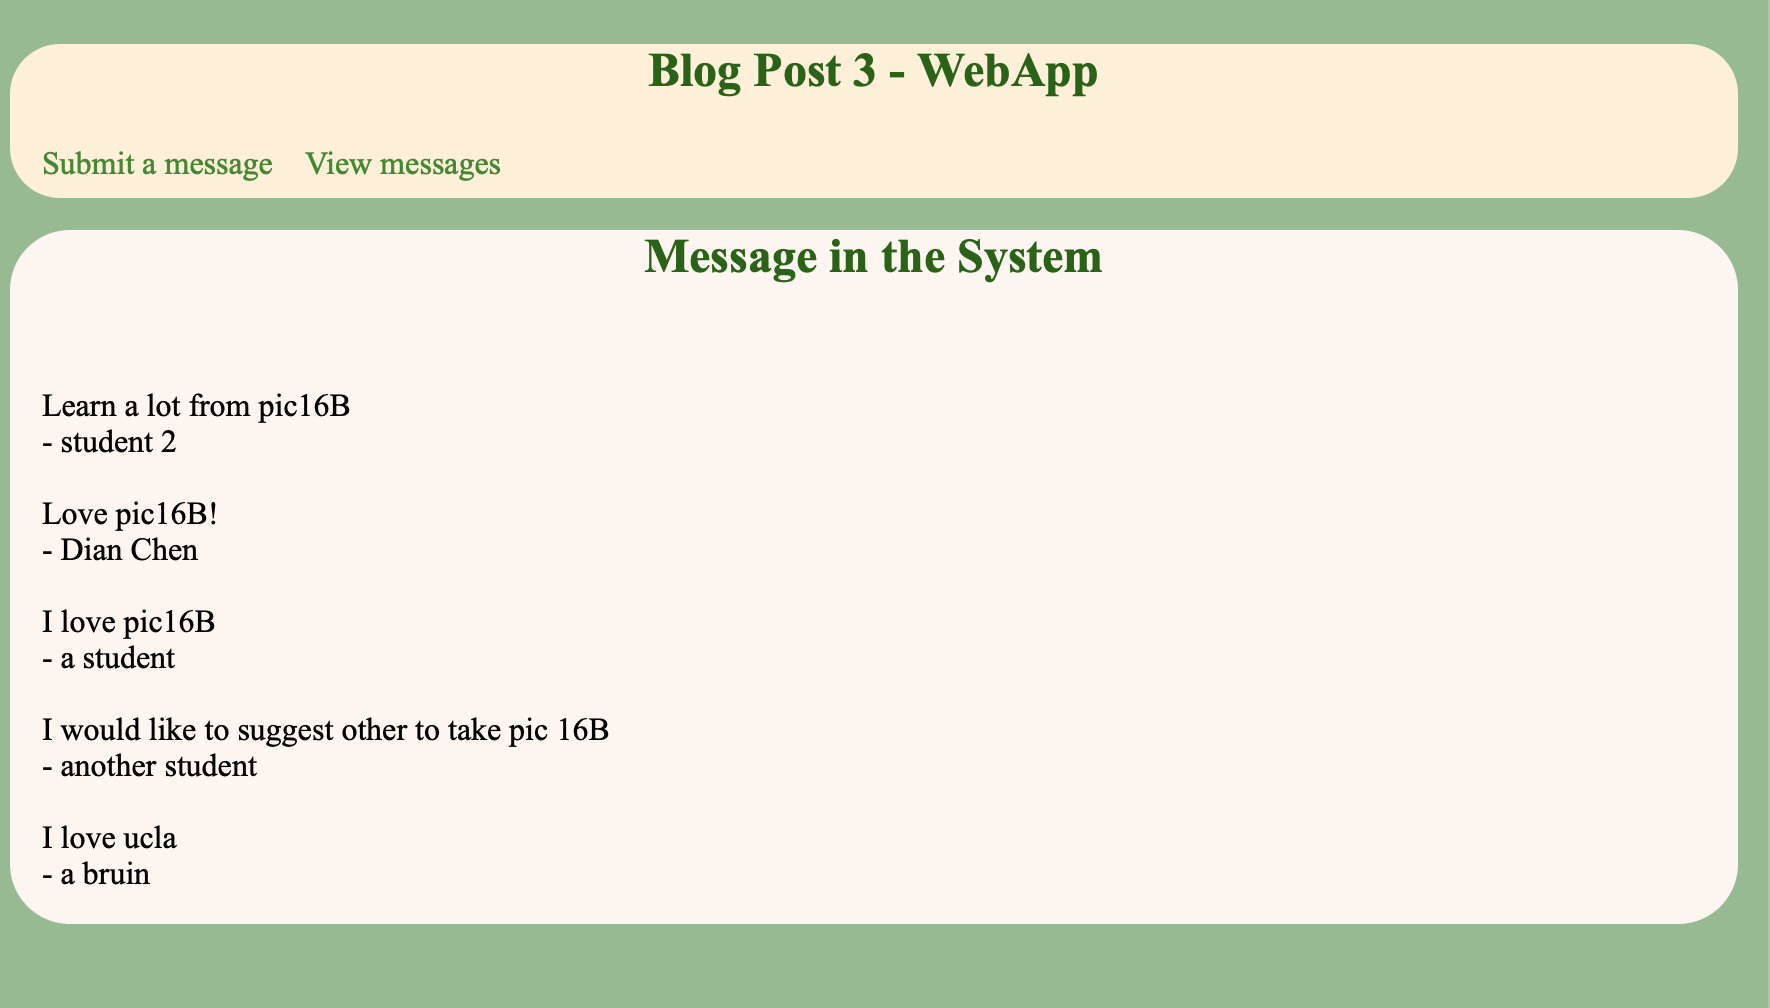 Blog Post 3 - WebApp
Submit a message View messages
Message in the System
Learn a lot from pic16B
- student 2
Love pic16B!
- Dian Chen
I love pic16B
- a student
I would like to suggest other to take pic 16B
- another student
I love ucla
- a bruin